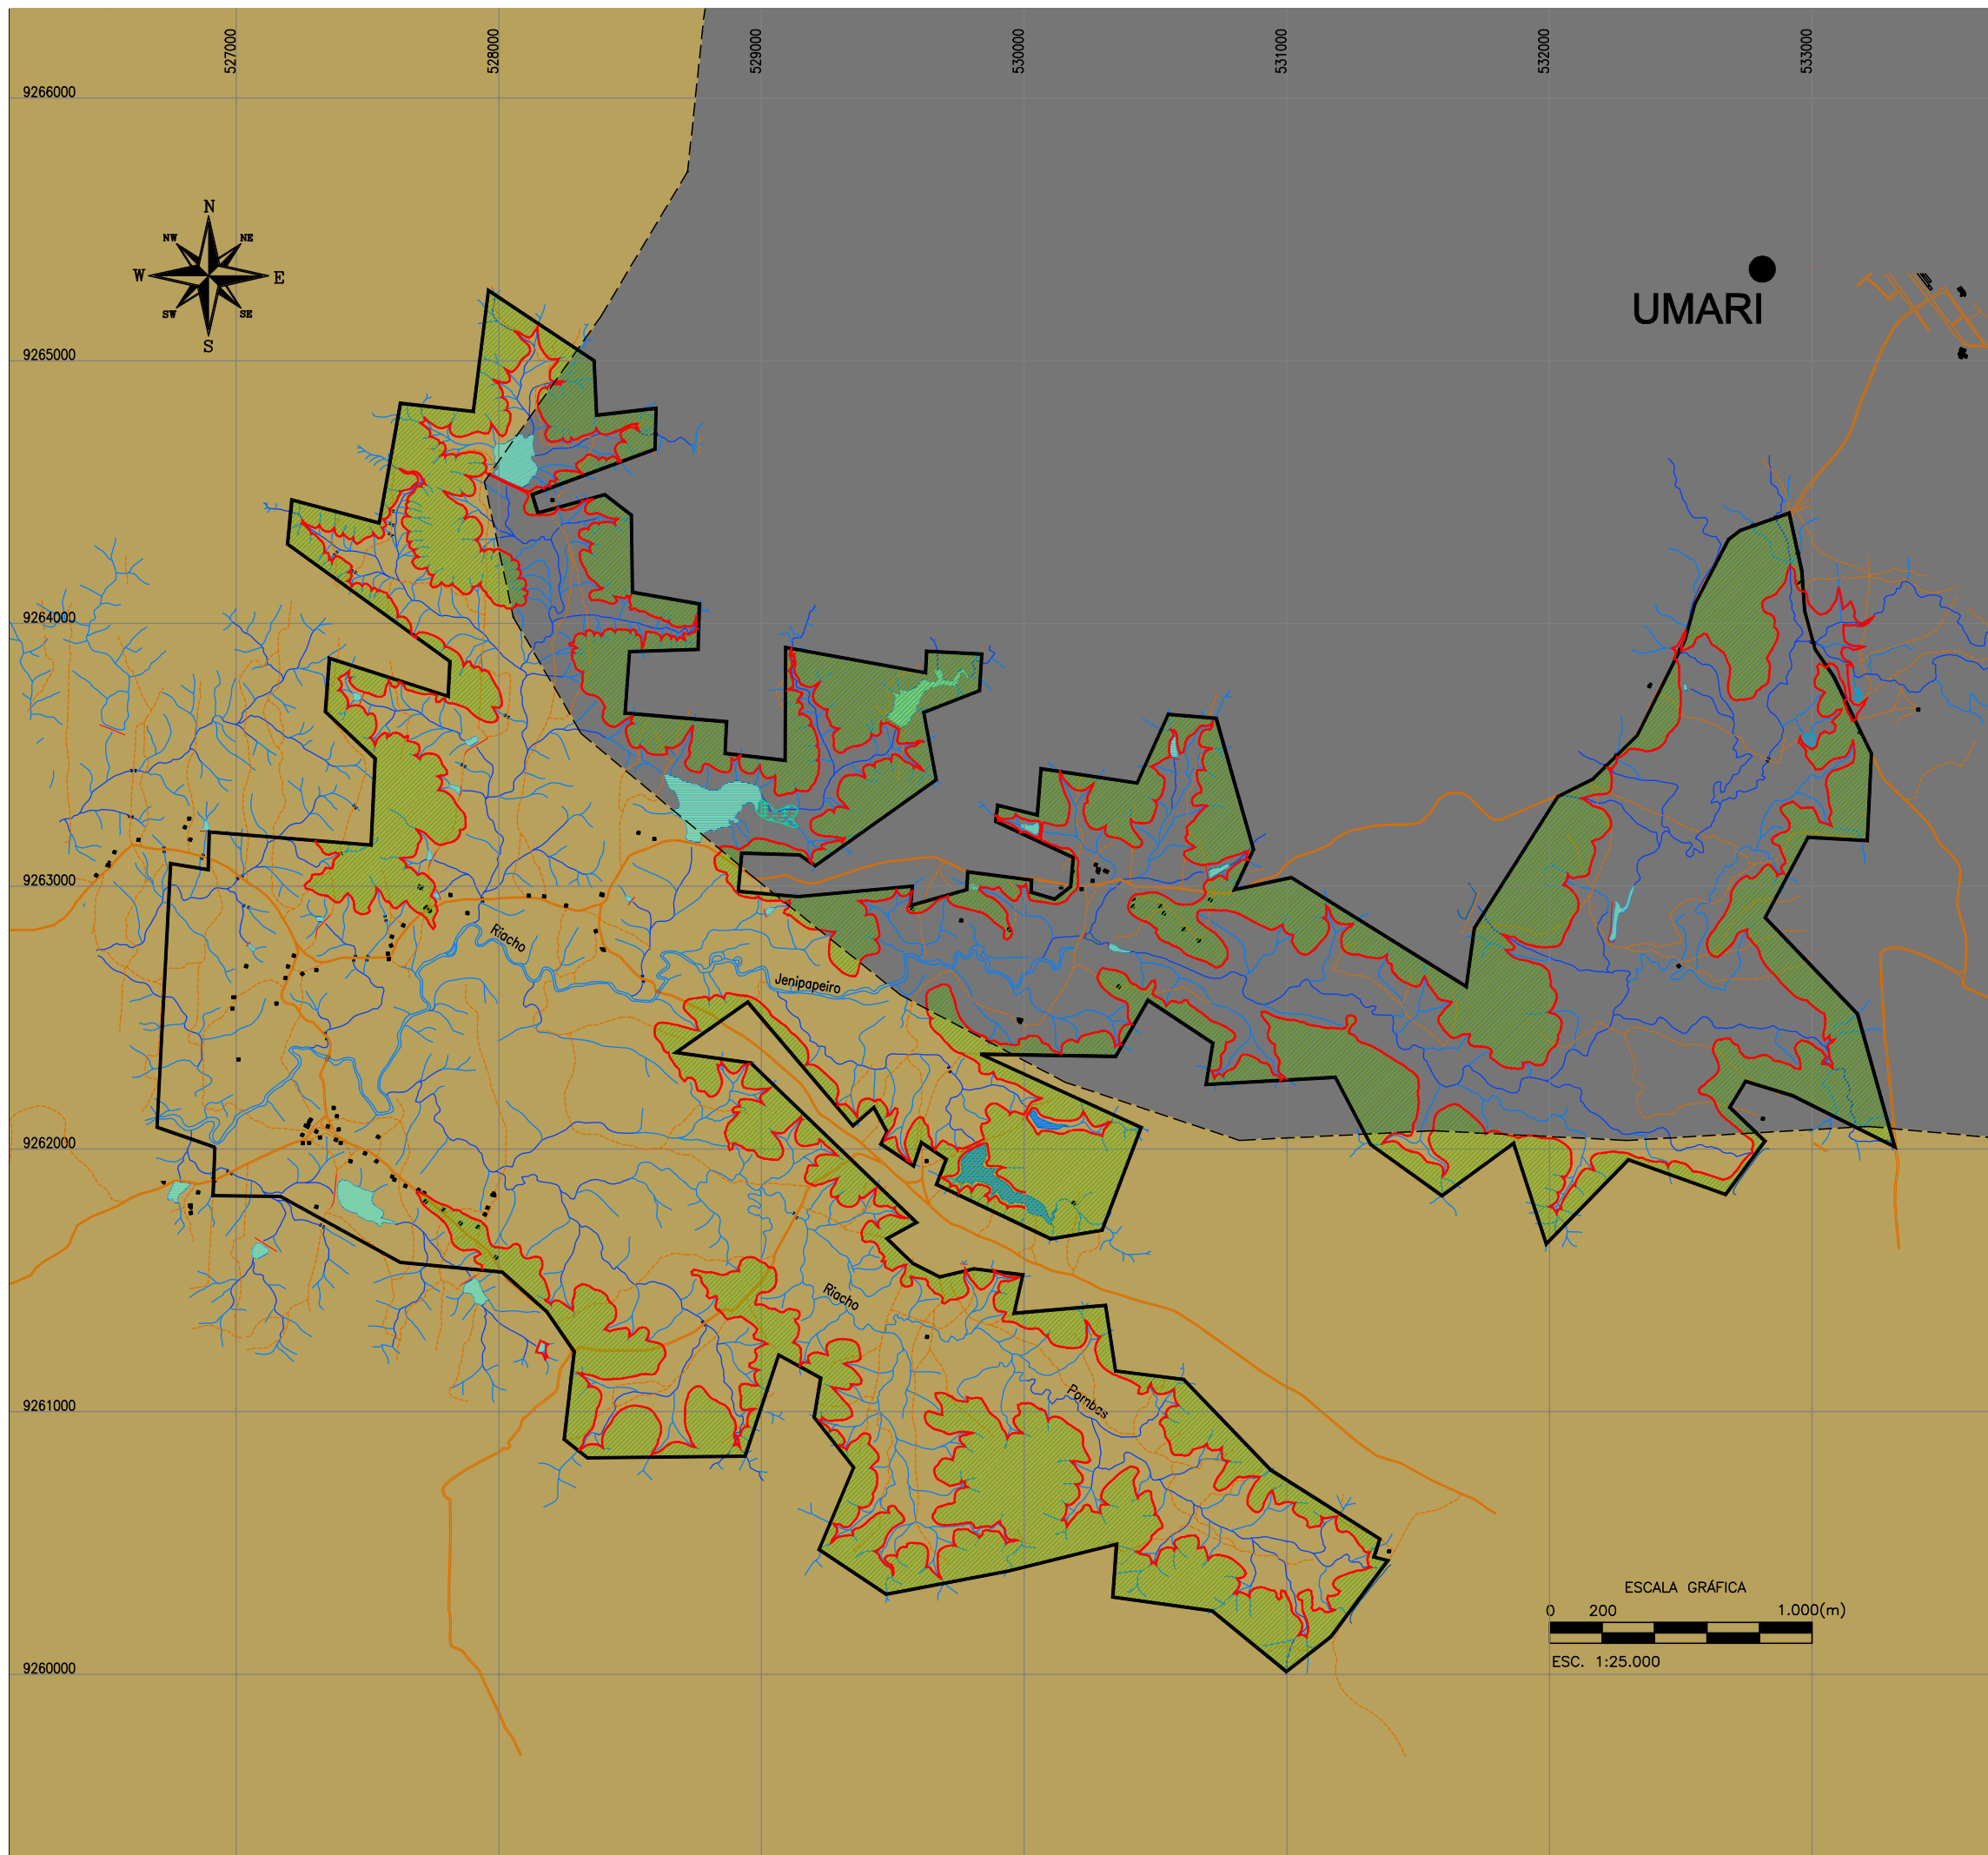 527000
528000
529000
530000
531000
532000
533000
9266000
N
NW
NE
W
E
SW
SE
S
UMARI
9265000
9264000
9263000
Riacho
Jenipapeiro
9262000
Riacho
Pombas
9261000
ESCALA GRÁFICA
0 200 1.000(m)
ESC. 1:25.000
9260000